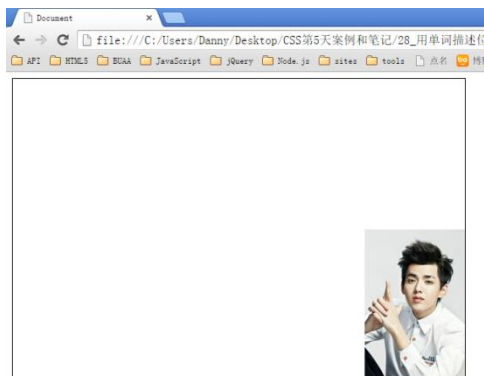 Document
file:///C:/Users/Danny/Desktop/CSS第5天案例和笔记/28_用单词描述
API HTML5 BUAA JavaScript jQuery Node.js sites tools 点名